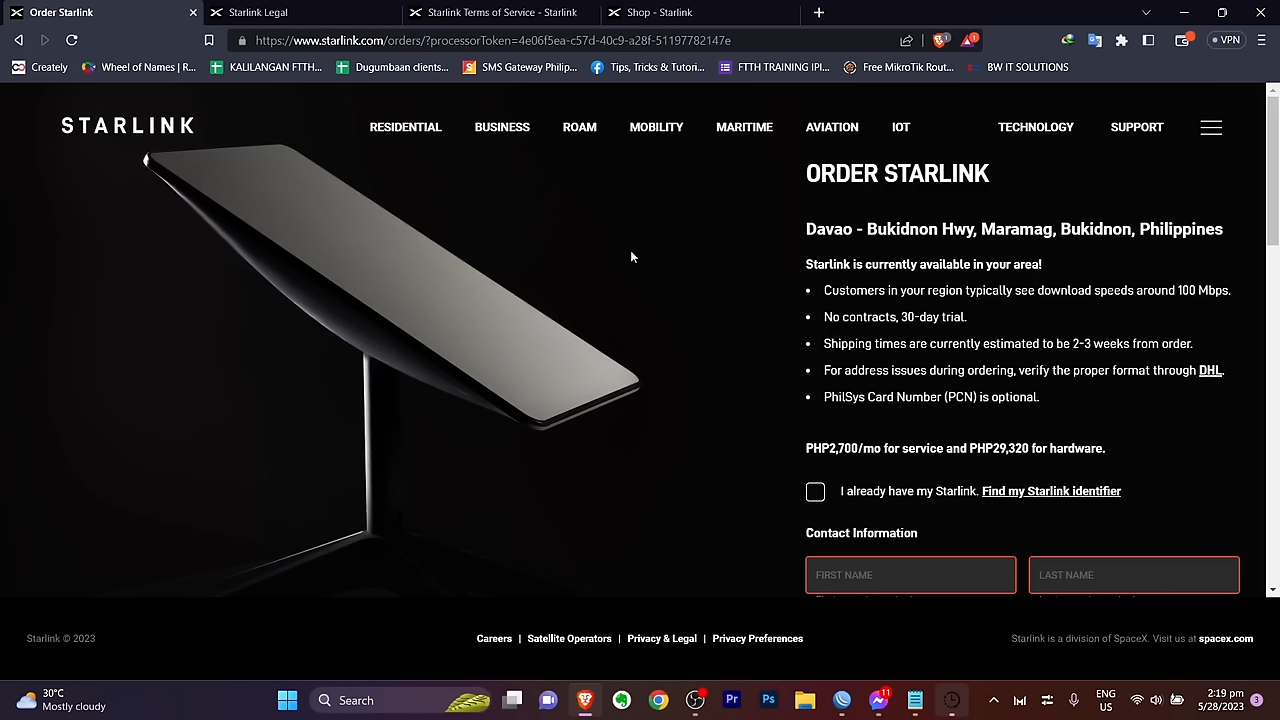 Order Starlink
Starlink Legal
Starlink Terms of Service - Starlink
Shop - Starlink
https://www.starlink.com/orders/?processorToken=4e06f5ea-c57d-40c9-a28f-51197782147e
1
1
VPN
Creately
Wheel of Names | R...
KALILANGAN FTTH...
Dugumbaan clients...
SMS Gateway Philip...
Tips, Tricks & Tutori...
FTTH TRAINING IPI...
Free MikroTik Rout...
BW IT SOLUTIONS
STARLINK
RESIDENTIAL
BUSINESS
ROAM
MOBILITY
MARITIME
AVIATION
IOT
TECHNOLOGY
SUPPORT
ORDER STARLINK
Davao - Bukidnon Hwy, Maramag, Bukidnon, Philippines
Starlink is currently available in your area!
• Customers in your region typically see download speeds around 100 Mbps.
• No contracts, 30-day trial.
• Shipping times are currently estimated to be 2-3 weeks from order.
• For address issues during ordering, verify the proper format through DHL.
• PhilSys Card Number (PCN) is optional.
PHP2,700/mo for service and PHP29,320 for hardware.
I already have my Starlink. Find my Starlink identifier
Contact Information
FIRST NAME
LAST NAME
Starlink © 2023
Careers | Satellite Operators | Privacy & Legal | Privacy Preferences
Starlink is a division of SpaceX. Visit us at spacex.com
30°C
Mostly cloudy
Search
Pr
Ps
11
ENG
US
2:19 pm
5/28/2023
3